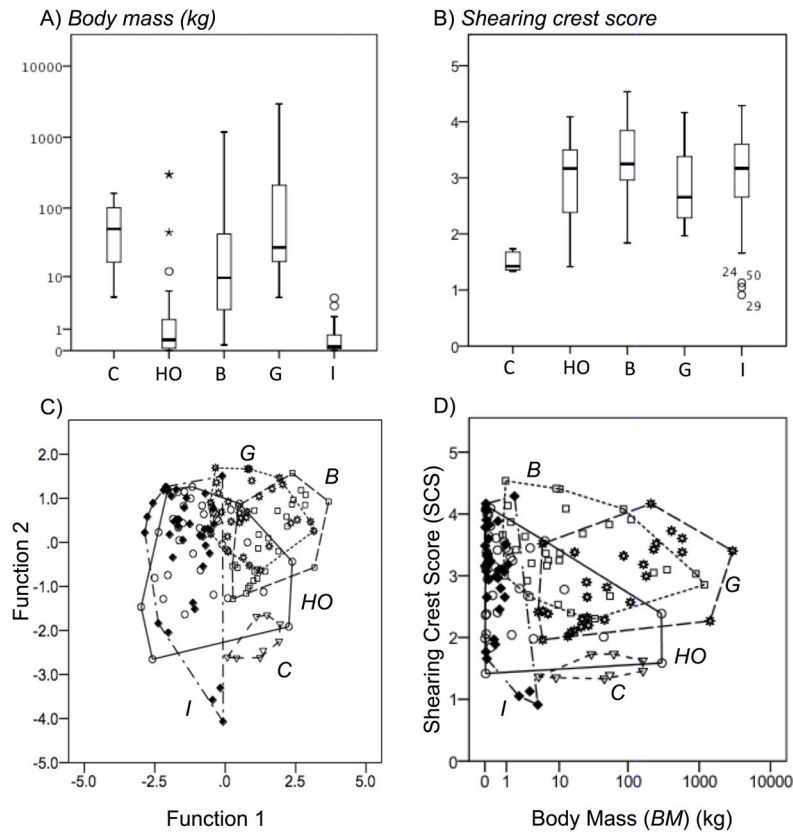 A) Body mass (kg)
10000
1000
100
10
1
0
C HO B G I
B) Shearing crest score
5
4
3
2
1
0
24 50
29
C HO B G I
C)
Function 2
2.0
1.0
.0
-1.0
-2.0
-3.0
-4.0
-5.0
G
B
HO
C
I
-5.0 -2.5 .0 2.5 5.0
Function 1
D)
Shearing Crest Score (SCS)
5
4
3
2
1
0
B
G
HO
C
I
0 1 10 100 1000 10000
Body Mass (BM) (kg)